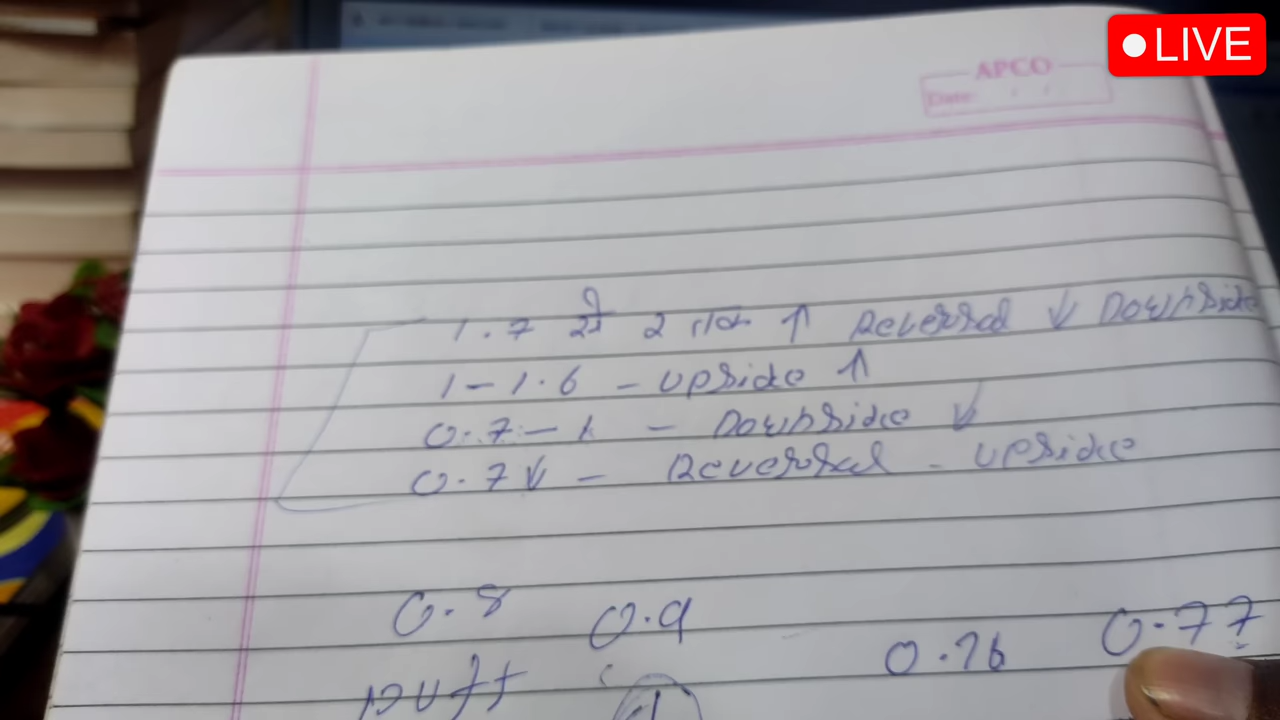 LIVE
APCO
Date
1.7 से 2 तक ↑ Reversal ↓ Downside
1 - 1.6 - upside ↑
0.7 - 1 - Downside ↓
0.7 ↓ - Reversal - upside
0.8 0.9 0.76 0.77